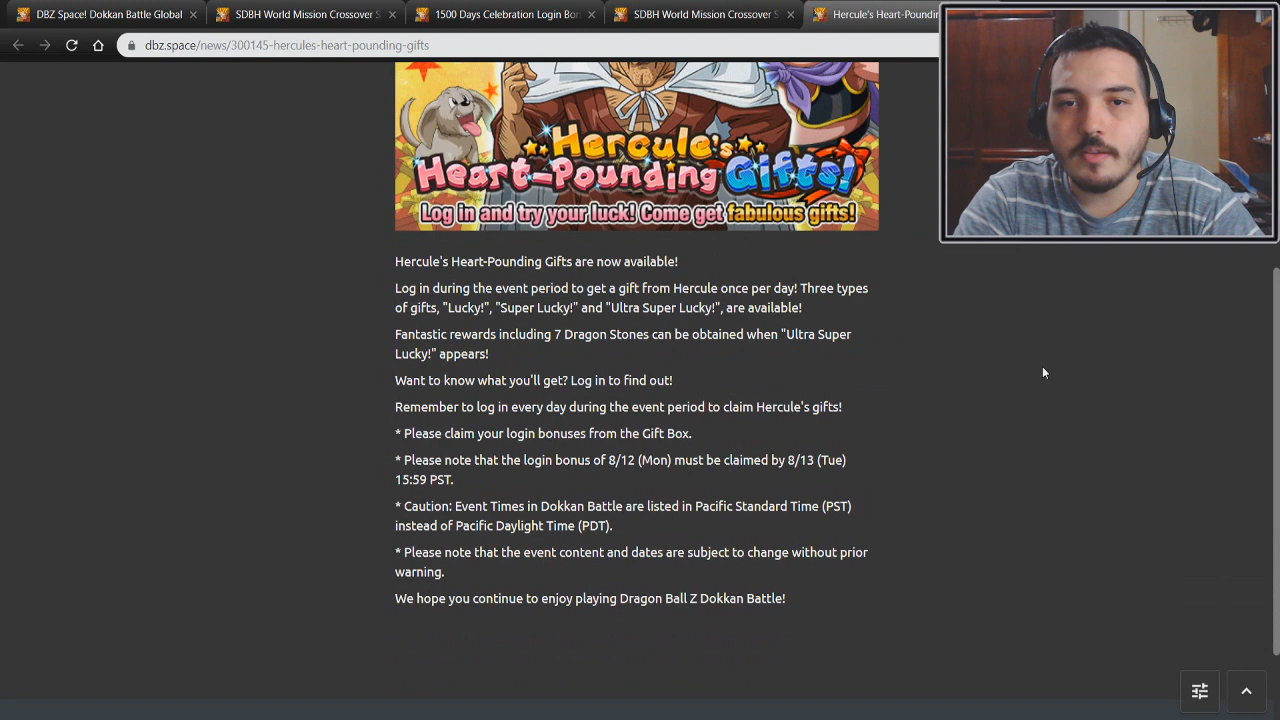 DBZ Space! Dokkan Battle Global
SDBH World Mission Crossover S
1500 Days Celebration Login Bon
SDBH World Mission Crossover S
Hercule's Heart-Pounding
dbz.space/news/300145-hercules-heart-pounding-gifts
Hercule's
Heart-Pounding Gifts!
Log in and try your luck! Come get fabulous gifts!
Hercule's Heart-Pounding Gifts are now available!
Log in during the event period to get a gift from Hercule once per day! Three types
of gifts, "Lucky!", "Super Lucky!" and "Ultra Super Lucky!", are available!
Fantastic rewards including 7 Dragon Stones can be obtained when "Ultra Super
Lucky!" appears!
Want to know what you'll get? Log in to find out!
Remember to log in every day during the event period to claim Hercule's gifts!
* Please claim your login bonuses from the Gift Box.
* Please note that the login bonus of 8/12 (Mon) must be claimed by 8/13 (Tue)
15:59 PST.
* Caution: Event Times in Dokkan Battle are listed in Pacific Standard Time (PST)
instead of Pacific Daylight Time (PDT).
* Please note that the event content and dates are subject to change without prior
warning.
We hope you continue to enjoy playing Dragon Ball Z Dokkan Battle!